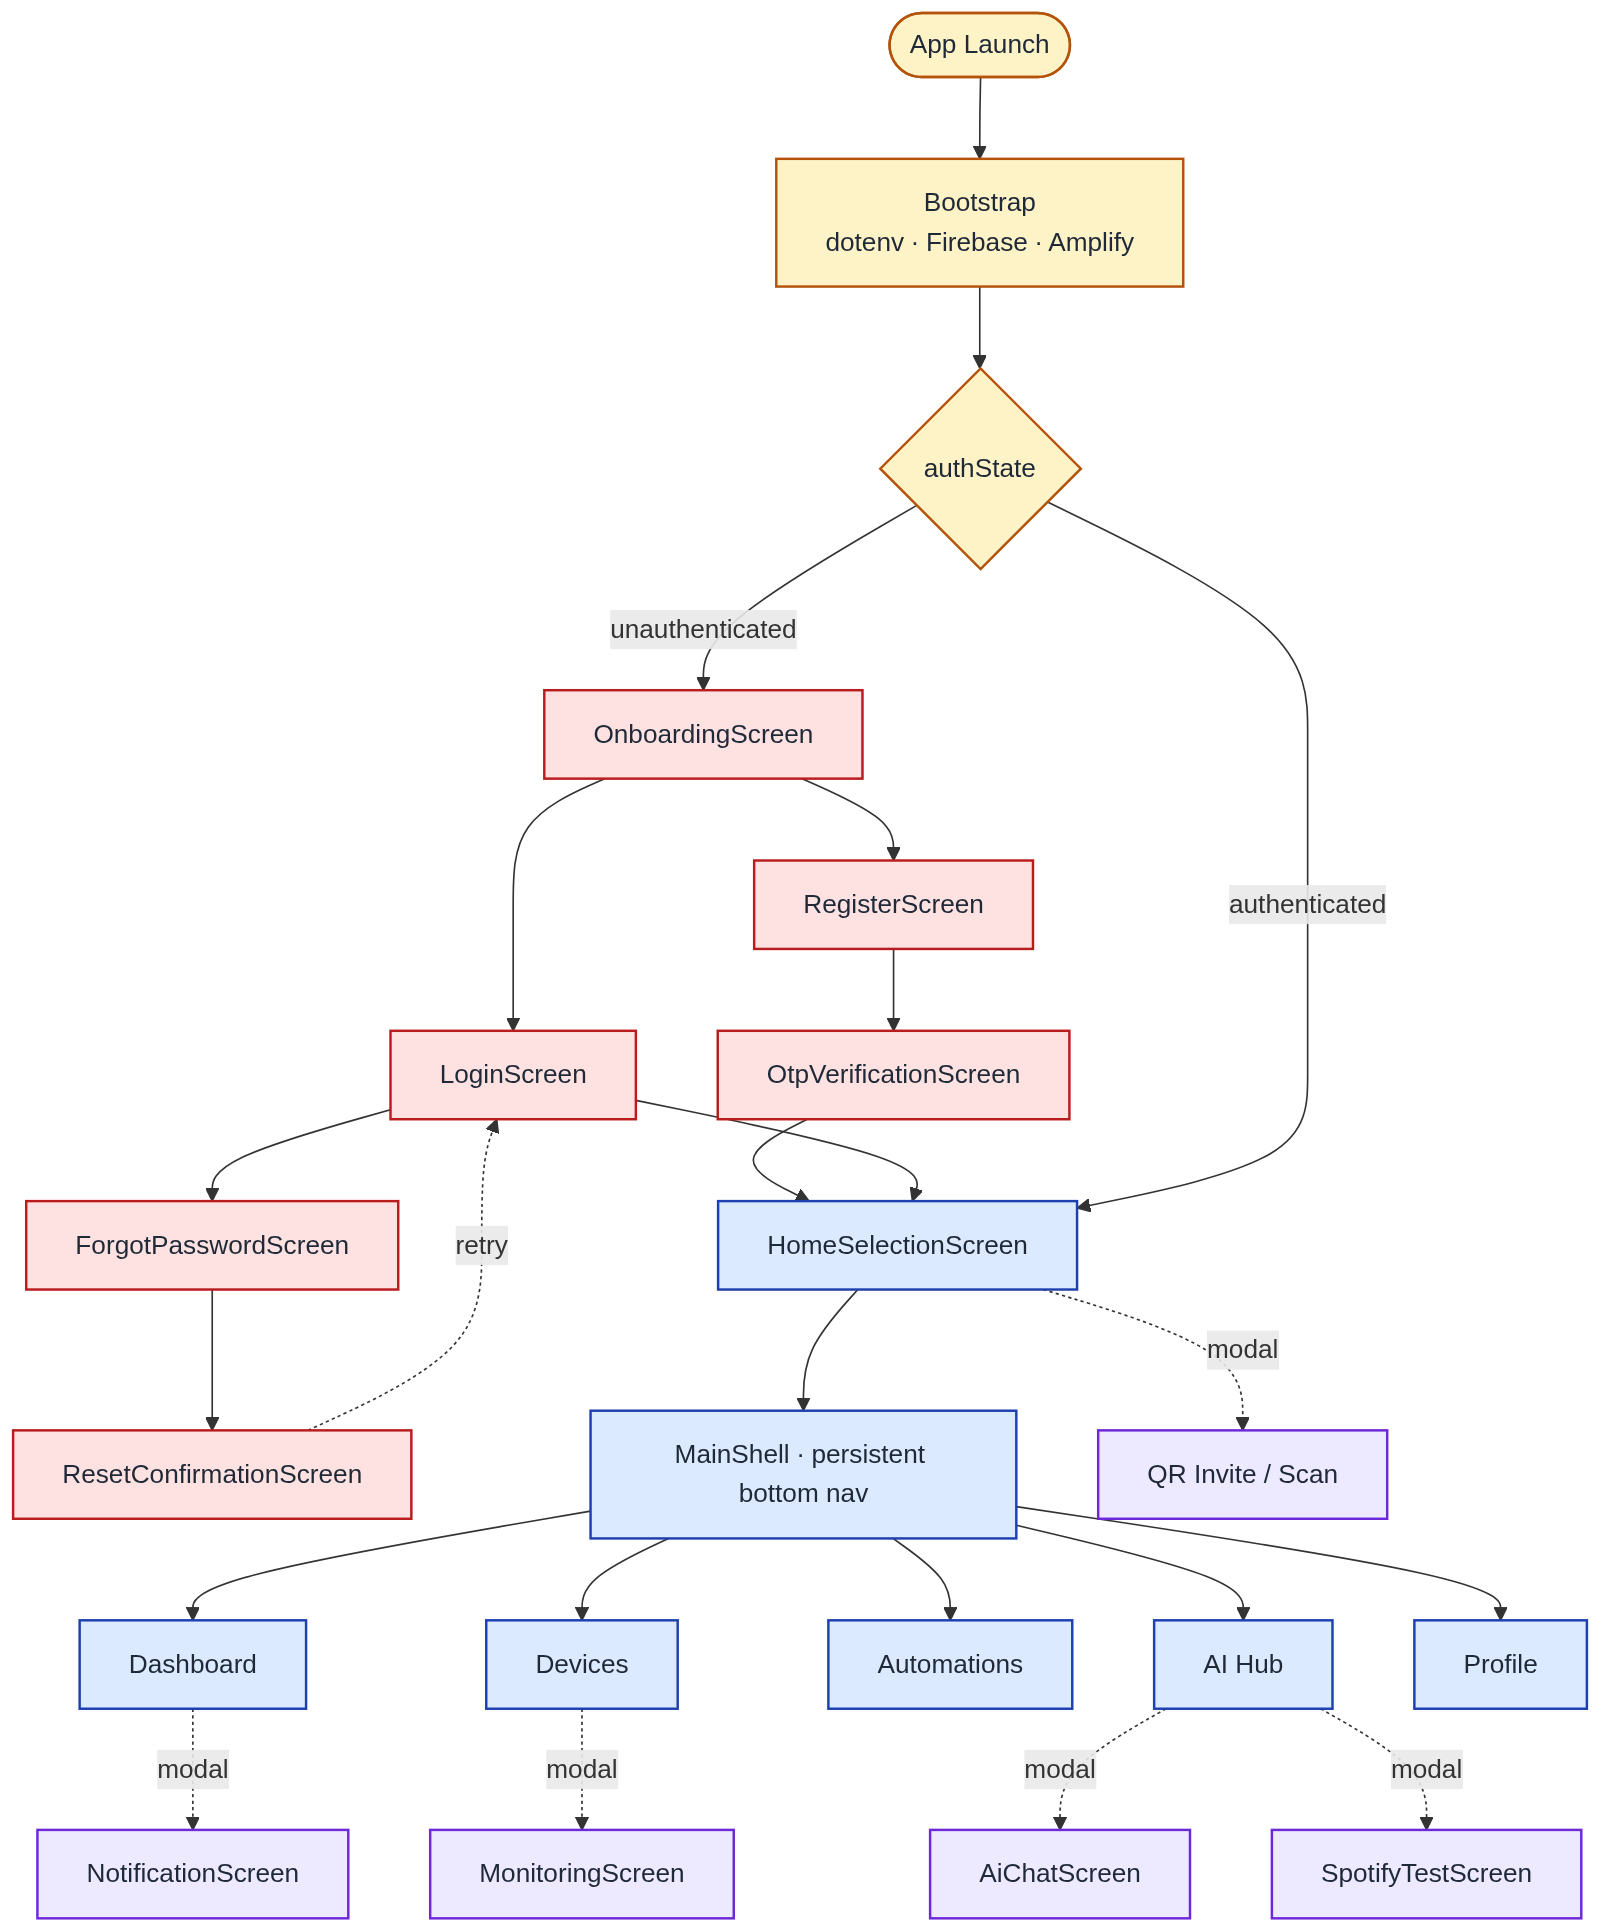 App Launch
Bootstrap
dotenv · Firebase · Amplify
authState
unauthenticated
OnboardingScreen
RegisterScreen
authenticated
LoginScreen
OtpVerificationScreen
ForgotPasswordScreen
retry
HomeSelectionScreen
modal
ResetConfirmationScreen
MainShell · persistent
bottom nav
QR Invite / Scan
Dashboard
Devices
Automations
AI Hub
Profile
modal
modal
modal
modal
NotificationScreen
MonitoringScreen
AiChatScreen
SpotifyTestScreen